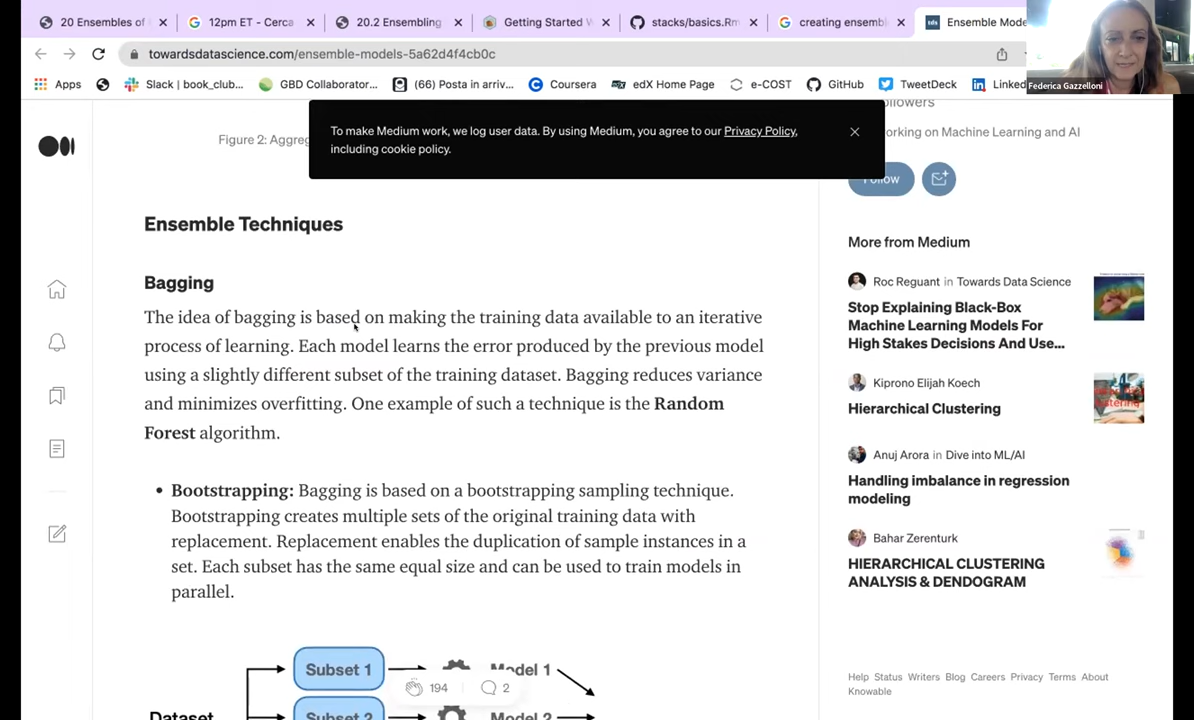 20 Ensembles of
12pm ET - Cerca
20.2 Ensembling
Getting Started W
stacks/basics.Rm
creating ensembl
tds
Ensemble Mode
towardsdatascience.com/ensemble-models-5a62d4f4cb0c
Apps
Slack | book_club...
GBD Collaborator...
(66) Posta in arriv...
Coursera
edX Home Page
e-COST
GitHub
TweetDeck
Linked
Federica Gazzelloni
Figure 2: Aggreg
To make Medium work, we log user data. By using Medium, you agree to our Privacy Policy,
including cookie policy.
Followers
Working on Machine Learning and AI
Follow
Ensemble Techniques
Bagging
The idea of bagging is based on making the training data available to an iterative
process of learning. Each model learns the error produced by the previous model
using a slightly different subset of the training dataset. Bagging reduces variance
and minimizes overfitting. One example of such a technique is the Random
Forest algorithm.
• Bootstrapping: Bagging is based on a bootstrapping sampling technique.
Bootstrapping creates multiple sets of the original training data with
replacement. Replacement enables the duplication of sample instances in a
set. Each subset has the same equal size and can be used to train models in
parallel.
Subset 1
Model 1
194
2
Dataset
Subset 2
Model 2
More from Medium
Roc Reguant in Towards Data Science
Stop Explaining Black-Box
Machine Learning Models For
High Stakes Decisions And Use...
Kiprono Elijah Koech
Hierarchical Clustering
Anuj Arora in Dive into ML/AI
Handling imbalance in regression
modeling
Bahar Zerenturk
HIERARCHICAL CLUSTERING
ANALYSIS & DENDOGRAM
Help Status Writers Blog Careers Privacy Terms About
Knowable